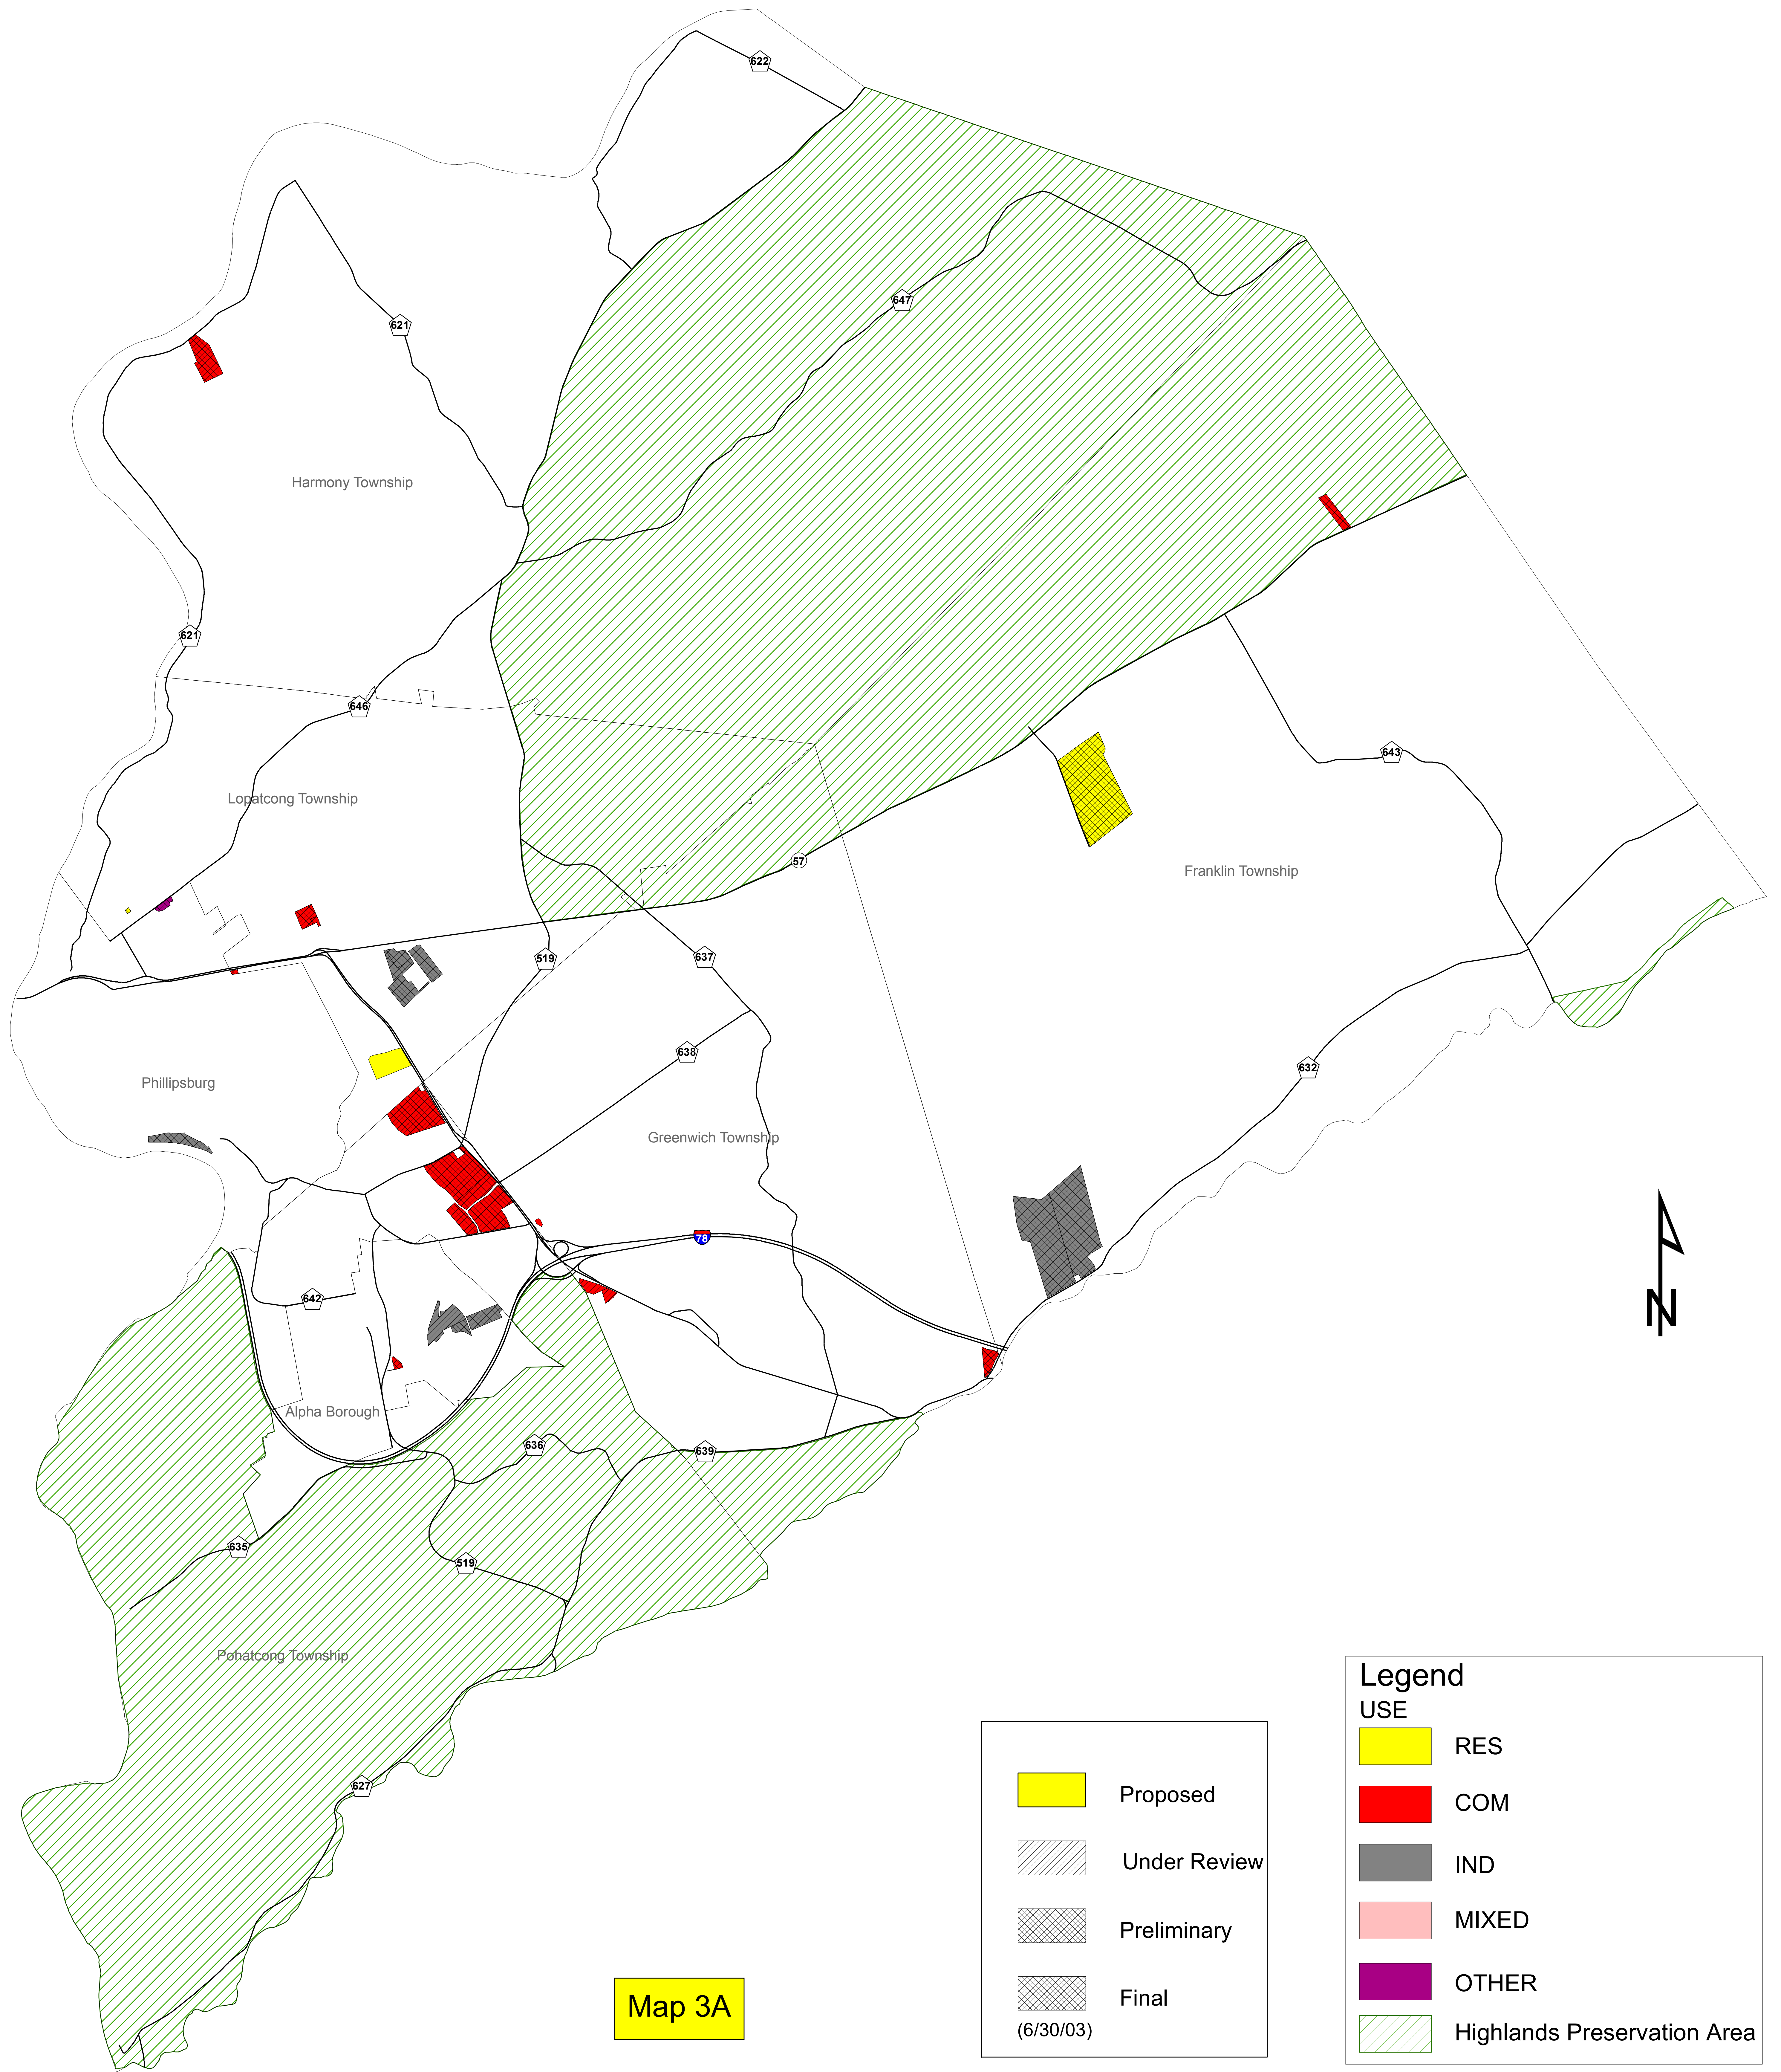 622
647
621
Harmony Township
621
646
643
Lopatcong Township
57
Franklin Township
519
637
638
632
Phillipsburg
Greenwich Township
78
642
Alpha Borough
636
639
635
519
Pohatcong Township
627
N
Map 3A
Proposed
Under Review
Preliminary
Final
(6/30/03)
Legend
USE
RES
COM
IND
MIXED
OTHER
Highlands Preservation Area